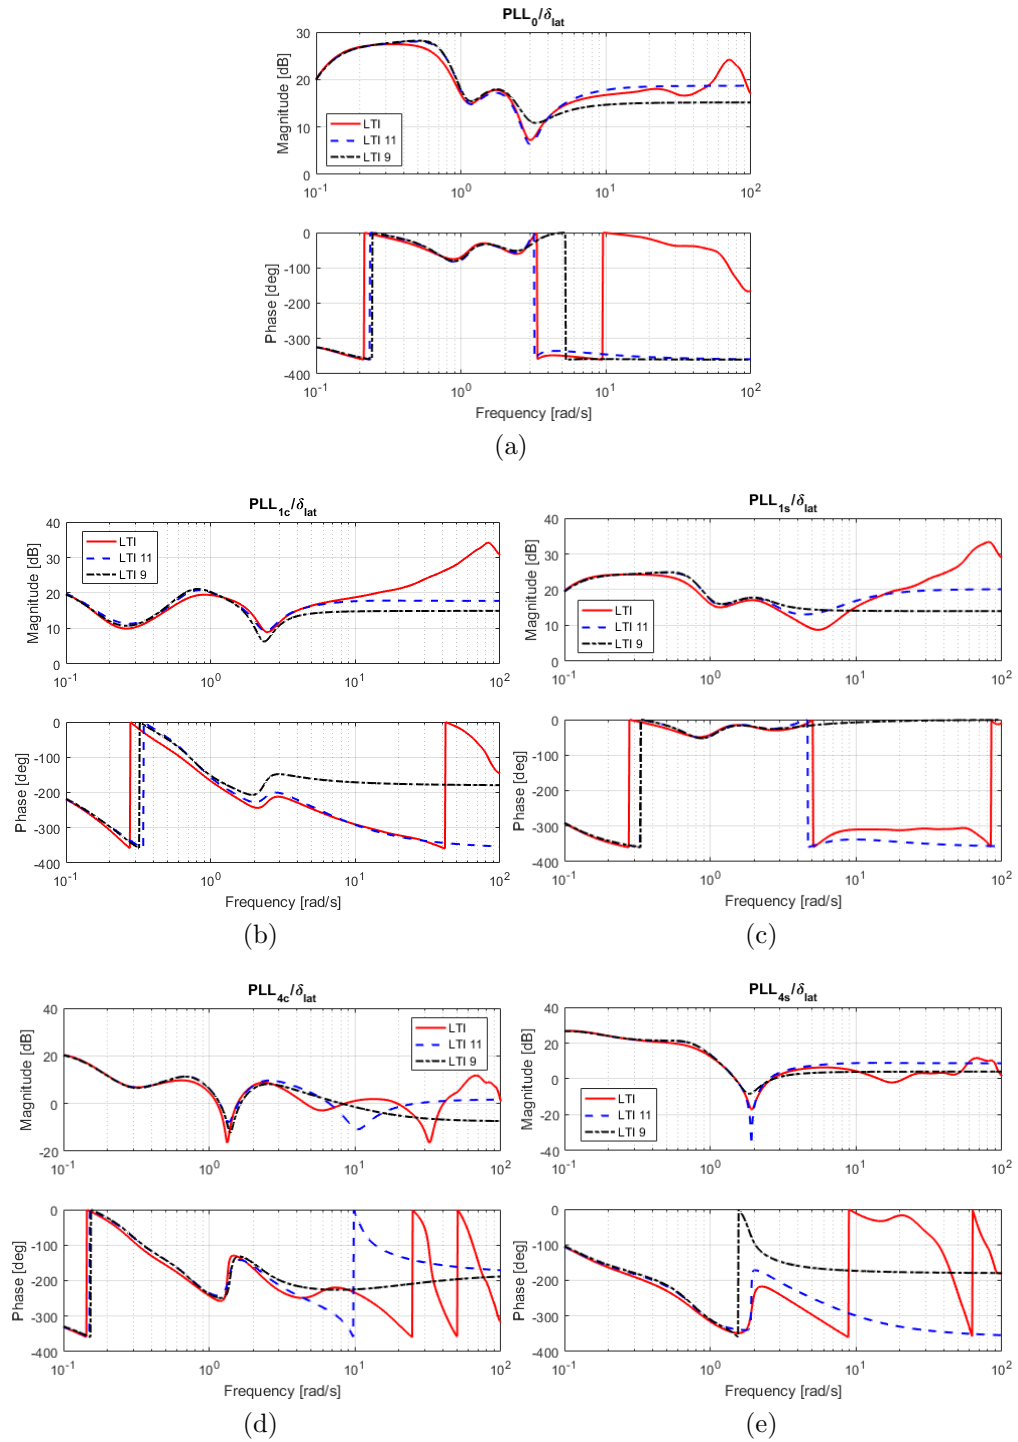 PLL0/δlat
Magnitude [dB]
30
20
10
0
LTI
LTI 11
LTI 9
10-1
100
101
102
Phase [deg]
0
-100
-200
-300
-400
10-1
100
101
102
Frequency [rad/s]
(a)
PLL1c/δlat
Magnitude [dB]
40
30
20
10
0
LTI
LTI 11
LTI 9
10-1
100
101
102
Phase [deg]
0
-100
-200
-300
-400
10-1
100
101
102
Frequency [rad/s]
(b)
PLL1s/δlat
Magnitude [dB]
40
30
20
10
0
LTI
LTI 11
LTI 9
10-1
100
101
102
Phase [deg]
0
-100
-200
-300
-400
10-1
100
101
102
Frequency [rad/s]
(c)
PLL4c/δlat
Magnitude [dB]
40
20
0
-20
LTI
LTI 11
LTI 9
10-1
100
101
102
Phase [deg]
0
-100
-200
-300
-400
10-1
100
101
102
Frequency [rad/s]
(d)
PLL4s/δlat
Magnitude [dB]
40
20
0
-20
-40
LTI
LTI 11
LTI 9
10-1
100
101
102
Phase [deg]
0
-100
-200
-300
-400
10-1
100
101
102
Frequency [rad/s]
(e)